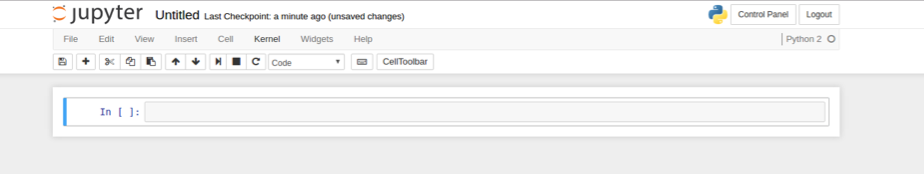 jupyter Untitled Last Checkpoint: a minute ago (unsaved changes) Control Panel Logout
File Edit View Insert Cell Kernel Widgets Help Python 2
Code CellToolbar
In [ ]: